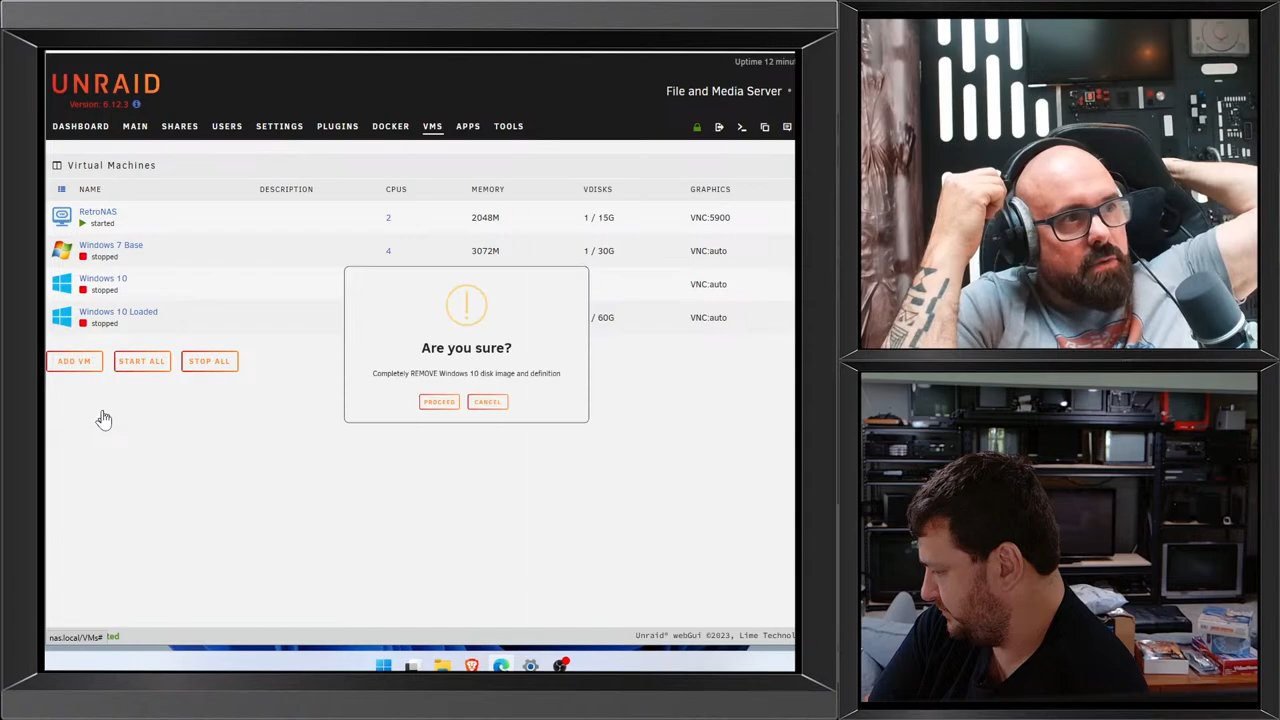 Uptime 12 minu
UNRAID
Version: 6.12.3
File and Media Server •
DASHBOARD MAIN SHARES USERS SETTINGS PLUGINS DOCKER VMS APPS TOOLS
Virtual Machines
NAME DESCRIPTION CPUS MEMORY VDISKS GRAPHICS
RetroNAS
started
2 2048M 1 / 15G VNC:5900
Windows 7 Base
stopped
4 3072M 1 / 30G VNC:auto
Windows 10
stopped
VNC:auto
Windows 10 Loaded
stopped
/ 60G VNC:auto
Are you sure?
Completely REMOVE Windows 10 disk image and definition
PROCEED CANCEL
ADD VM START ALL STOP ALL
nas.local/VMs# ted
Unraid® webGui ©2023, Lime Technol